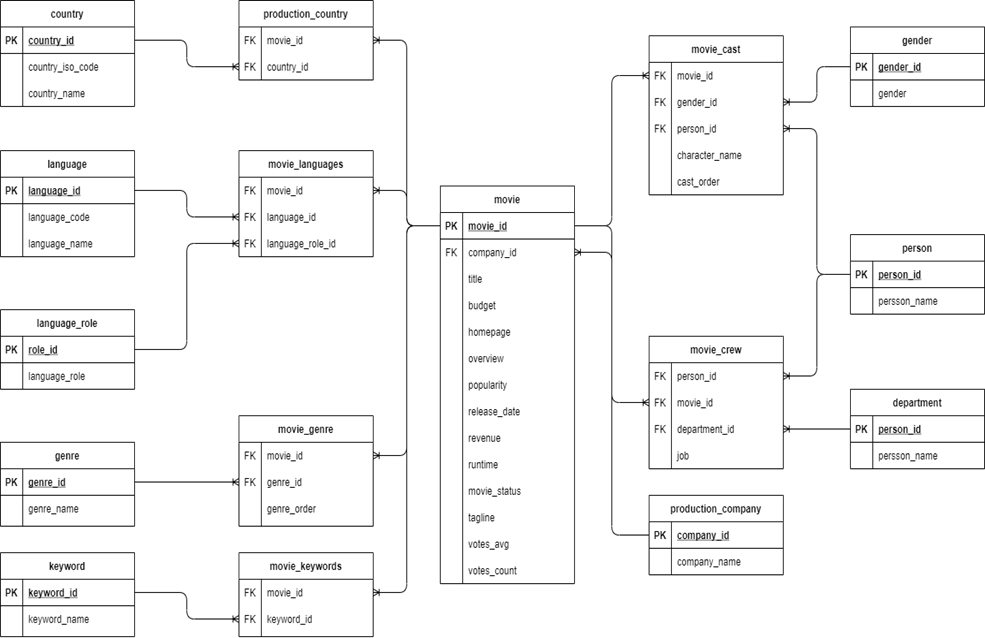 country
PK country_id
country_iso_code
country_name
production_country
FK movie_id
FK country_id
language
PK language_id
language_code
language_name
movie_languages
FK movie_id
FK language_id
FK language_role_id
language_role
PK role_id
language_role
genre
PK genre_id
genre_name
movie_genre
FK movie_id
FK genre_id
genre_order
keyword
PK keyword_id
keyword_name
movie_keywords
FK movie_id
FK keyword_id
movie
PK movie_id
FK company_id
title
budget
homepage
overview
popularity
release_date
revenue
runtime
movie_status
tagline
votes_avg
votes_count
movie_cast
FK movie_id
FK gender_id
FK person_id
character_name
cast_order
gender
PK gender_id
gender
person
PK person_id
persson_name
movie_crew
FK person_id
FK movie_id
FK department_id
job
department
PK person_id
persson_name
production_company
PK company_id
company_name